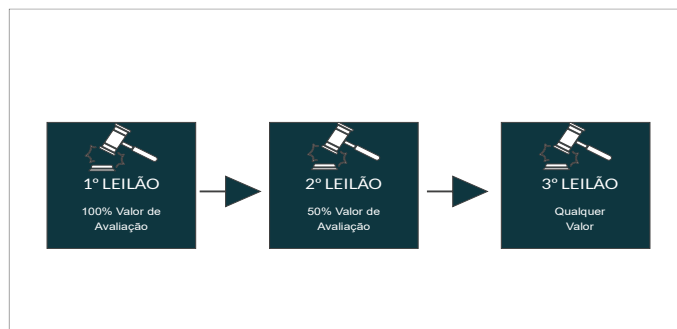 1º LEILÃO
100% Valor de
Avaliação
2º LEILÃO
50% Valor de
Avaliação
3º LEILÃO
Qualquer
Valor